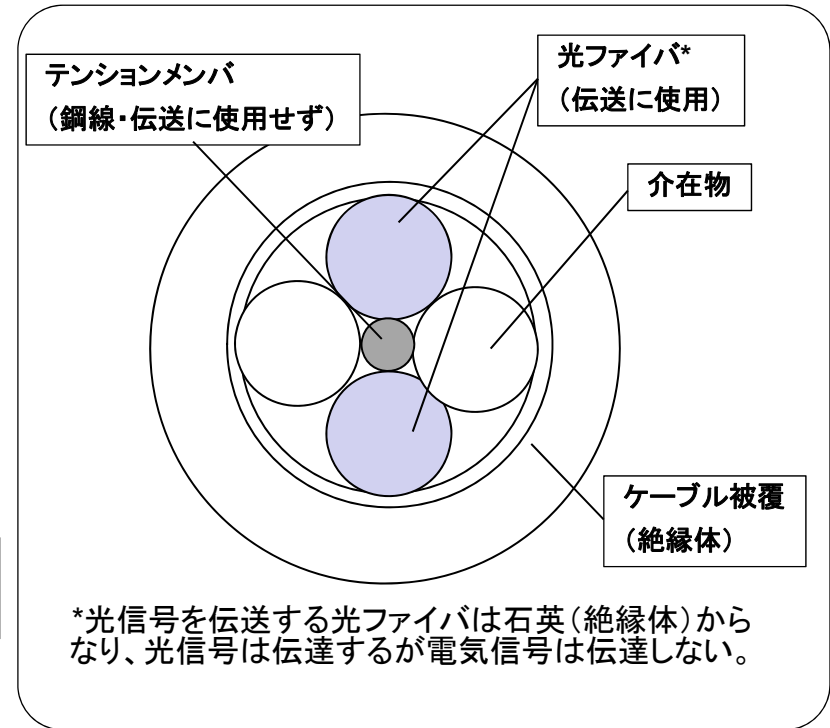 テンションメンバ
（鋼線・伝送に使用せず）
光ファイバ*
（伝送に使用）
介在物
ケーブル被覆
（絶縁体）
*光信号を伝送する光ファイバは石英（絶縁体）から
なり、光信号は伝達するが電気信号は伝達しない。